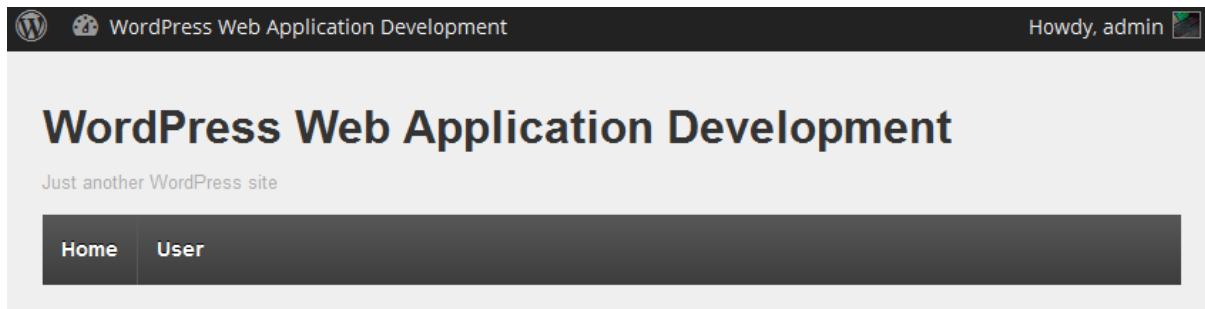 WordPress Web Application Development Howdy, admin
WordPress Web Application Development
Just another WordPress site
Home User